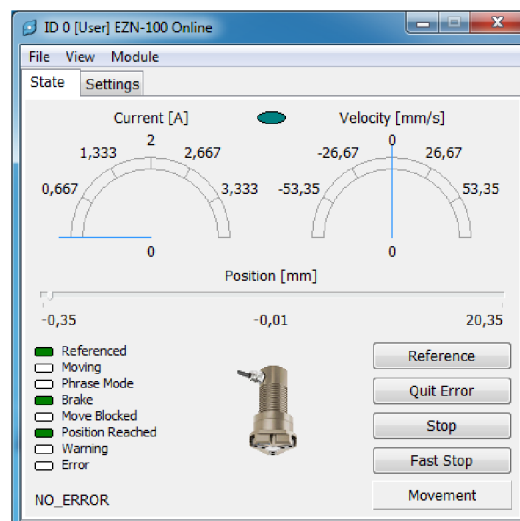 ID 0 [User] EZN-100 Online
File View Module
State Settings
Current [A] Velocity [mm/s]
2 0
1,333 2,667 -26,67 26,67
0,667 3,333 -53,35 53,35
0 0
Position [mm]
-0,35 -0,01 20,35
Referenced
Moving
Phrase Mode
Brake
Move Blocked
Position Reached
Warning
Error
NO_ERROR
Reference
Quit Error
Stop
Fast Stop
Movement